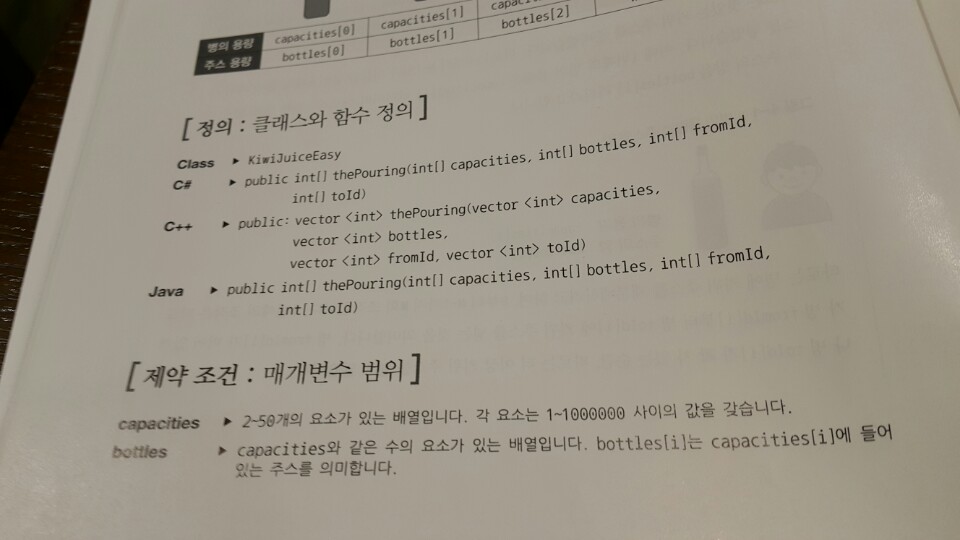 병의 용량 capacities[0] capacities[1]
주스 용량 bottles[0] bottles[1] bottles[2]
[ 정의 : 클래스와 함수 정의 ]
Class ▶ KiwiJuiceEasy
C# ▶ public int[] thePouring(int[] capacities, int[] bottles, int[] fromId,
int[] toId)
C++ ▶ public: vector <int> thePouring(vector <int> capacities,
vector <int> bottles,
vector <int> fromId, vector <int> toId)
Java ▶ public int[] thePouring(int[] capacities, int[] bottles, int[] fromId,
int[] toId)
[ 제약 조건 : 매개변수 범위 ]
capacities ▶ 2~50개의 요소가 있는 배열입니다. 각 요소는 1~1000000 사이의 값을 갖습니다.
bottles ▶ capacities와 같은 수의 요소가 있는 배열입니다. bottles[i]는 capacities[i]에 들어
있는 주스를 의미합니다.